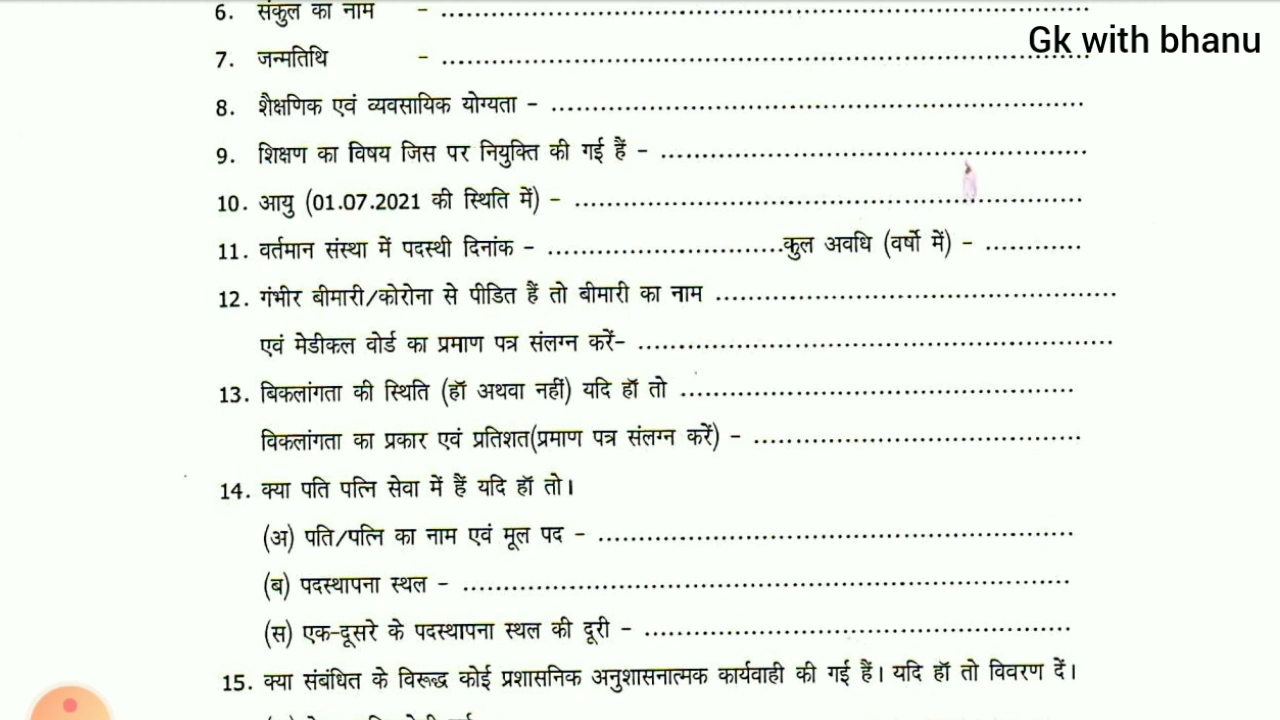 6. संकुल का नाम - ....................................................................
Gk with bhanu
7. जन्मतिथि - ....................................................................
8. शैक्षणिक एवं व्यवसायिक योग्यता - ........................................................
9. शिक्षण का विषय जिस पर नियुक्ति की गई हैं - .............................................
10. आयु (01.07.2021 की स्थिति में) - .....................................................
11. वर्तमान संस्था में पदस्थी दिनांक - .........................कुल अवधि (वर्षो में) - ............
12. गंभीर बीमारी/कोरोना से पीडित हैं तो बीमारी का नाम ..........................................
एवं मेडीकल वोर्ड का प्रमाण पत्र संलग्न करें- ..................................................
13. बिकलांगता की स्थिति (हॉ अथवा नहीं) यदि हॉ तो .........................................
विकलांगता का प्रकार एवं प्रतिशत(प्रमाण पत्र संलग्न करें) - ...................................
14. क्या पति पत्नि सेवा में हैं यदि हॉ तो।
(अ) पति/पत्नि का नाम एवं मूल पद - ..................................................
(ब) पदस्थापना स्थल - ................................................................
(स) एक-दूसरे के पदस्थापना स्थल की दूरी - .............................................
15. क्या संबंधित के विरूद्ध कोई प्रशासनिक अनुशासनात्मक कार्यवाही की गई हैं। यदि हॉ तो विवरण दें।